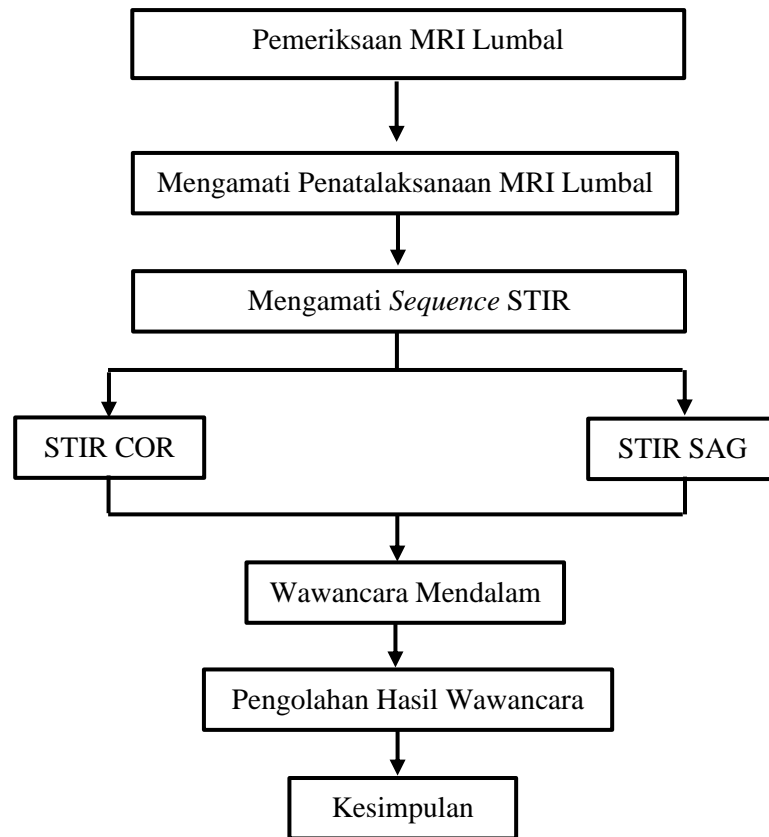 Pemeriksaan MRI Lumbal
Mengamati Penatalaksanaan MRI Lumbal
Mengamati Sequence STIR
STIR COR
STIR SAG
Wawancara Mendalam
Pengolahan Hasil Wawancara
Kesimpulan